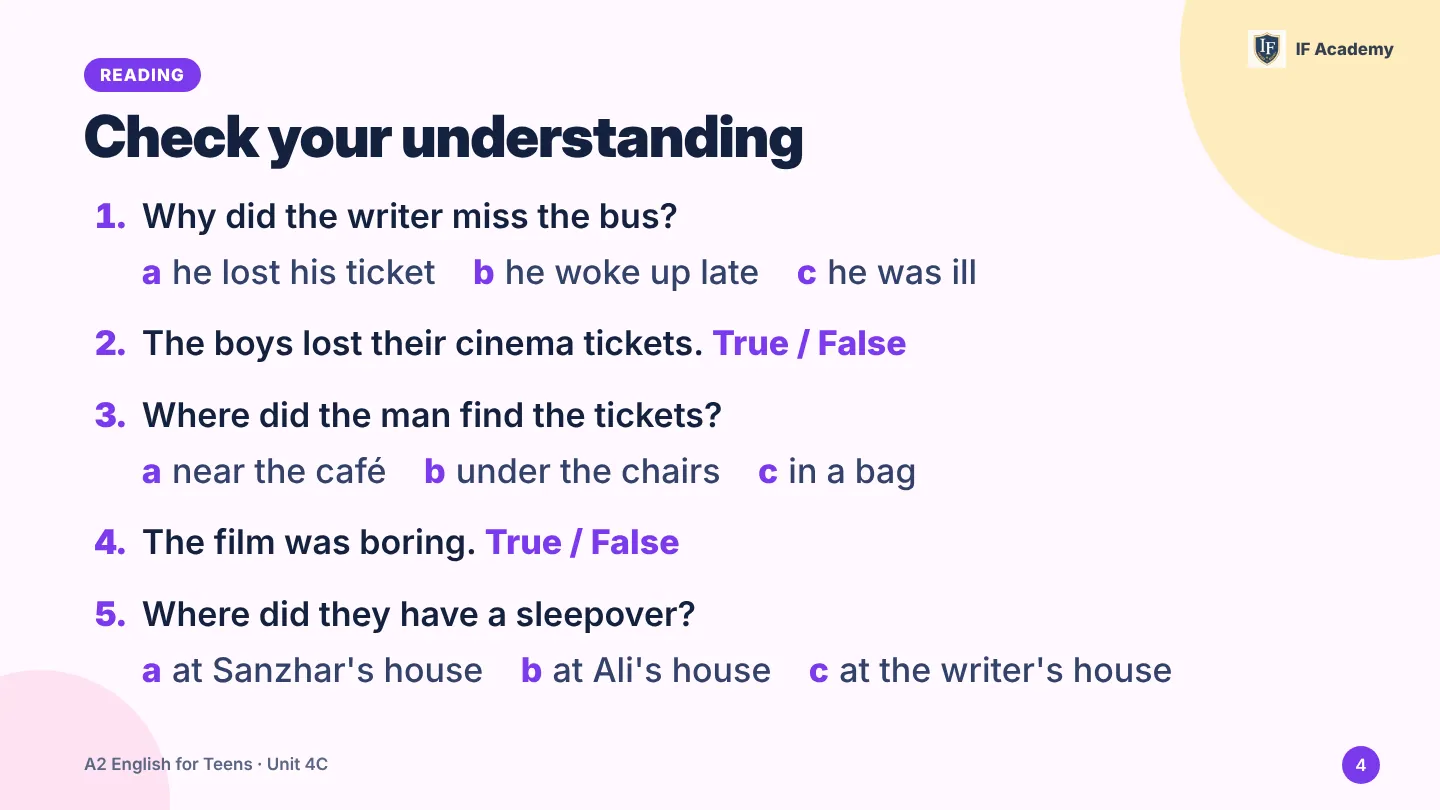 IF IF Academy
READING
Check your understanding
1. Why did the writer miss the bus?
a he lost his ticket b he woke up late c he was ill
2. The boys lost their cinema tickets. True / False
3. Where did the man find the tickets?
a near the café b under the chairs c in a bag
4. The film was boring. True / False
5. Where did they have a sleepover?
a at Sanzhar's house b at Ali's house c at the writer's house
A2 English for Teens · Unit 4C
4